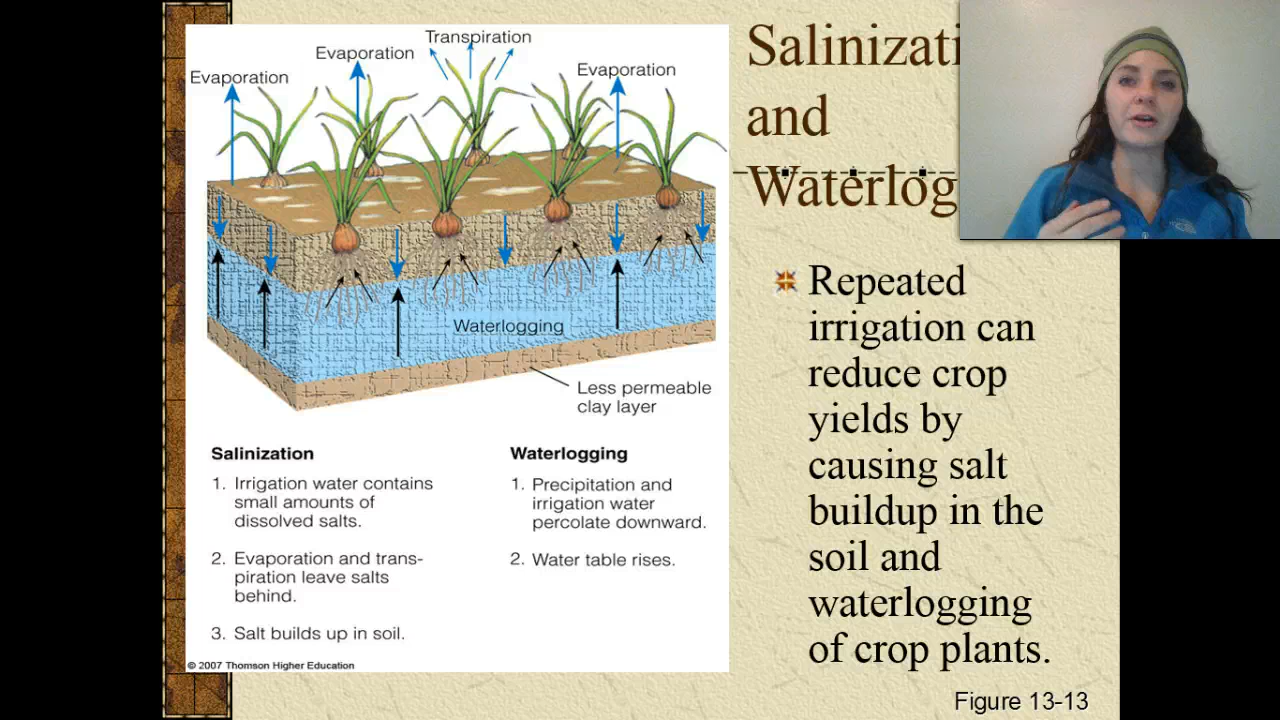 Transpiration
Evaporation
Evaporation
Evaporation
Waterlogging
Less permeable
clay layer
Salinization
1. Irrigation water contains
small amounts of
dissolved salts.
2. Evaporation and trans-
piration leave salts
behind.
3. Salt builds up in soil.
Waterlogging
1. Precipitation and
irrigation water
percolate downward.
2. Water table rises.
© 2007 Thomson Higher Education
Salinizati
and
Waterlog
Repeated
irrigation can
reduce crop
yields by
causing salt
buildup in the
soil and
waterlogging
of crop plants.
Figure 13-13